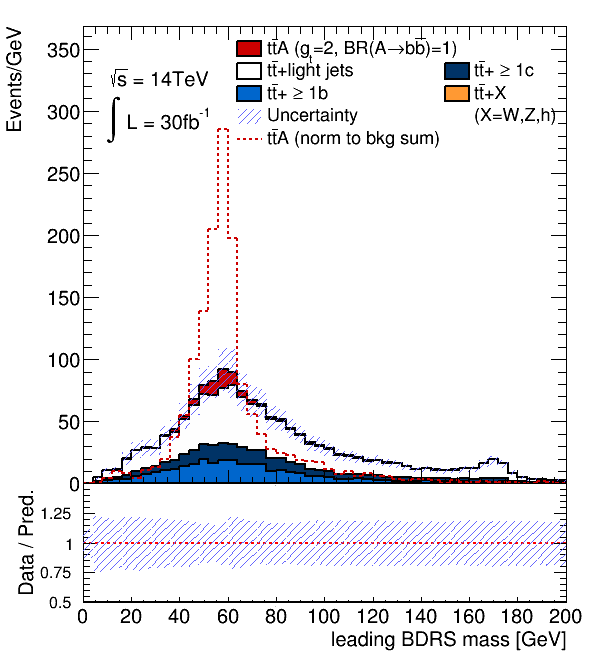 Events/GeV
350
300
250
200
150
100
50
0
√s = 14TeV
∫ L = 30fb⁻¹
tt̄A (gₜ=2, BR(A→bb̄)=1)
tt̄+light jets
tt̄+ ≥ 1c
tt̄+ ≥ 1b
tt̄+X
Uncertainty
(X=W,Z,h)
tt̄A (norm to bkg sum)
Data / Pred.
1.25
1
0.75
0.5
0 20 40 60 80 100 120 140 160 180 200
leading BDRS mass [GeV]